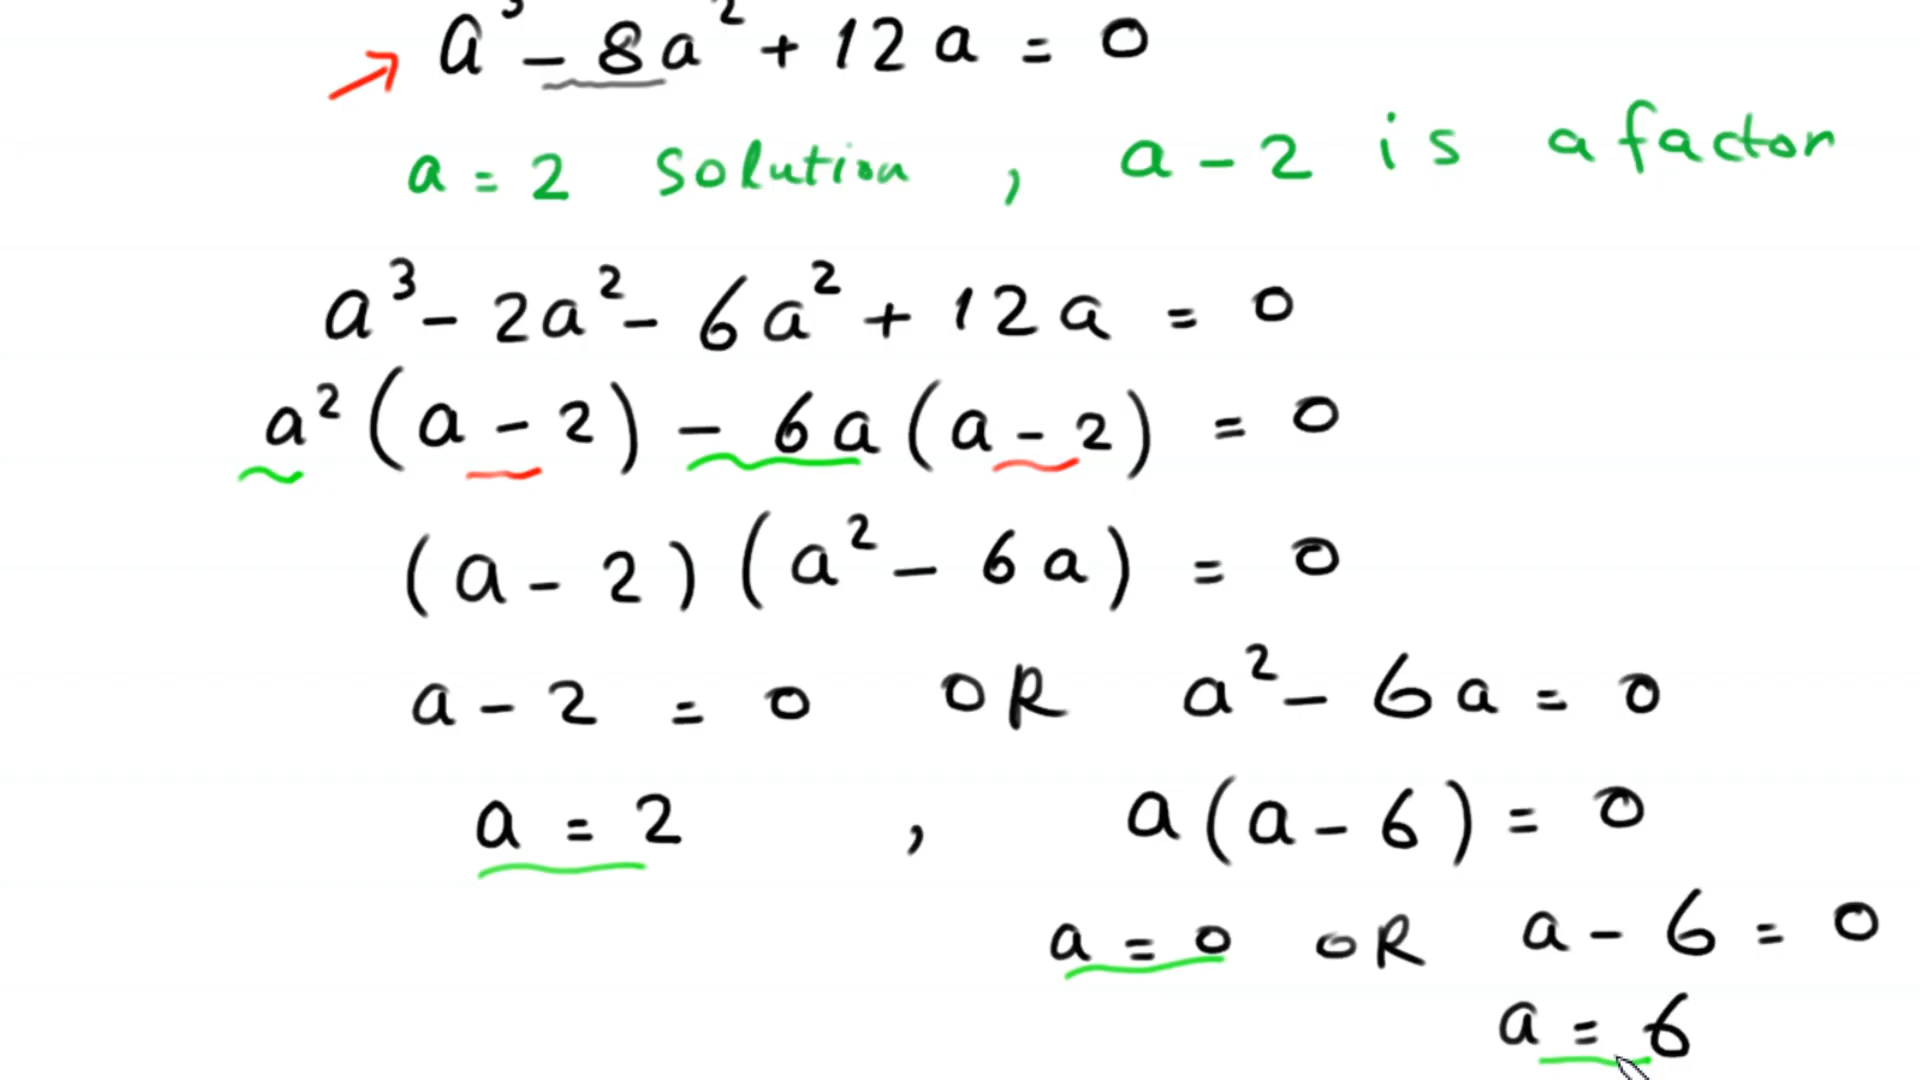 a³ - 8a² + 12a = 0
a = 2 Solution , a - 2 is a factor
a³ - 2a² - 6a² + 12a = 0
a² (a - 2) - 6a (a - 2) = 0
(a - 2) (a² - 6a) = 0
a - 2 = 0 OR a² - 6a = 0
a = 2 , a (a - 6) = 0
a = 0 OR a - 6 = 0
a = 6